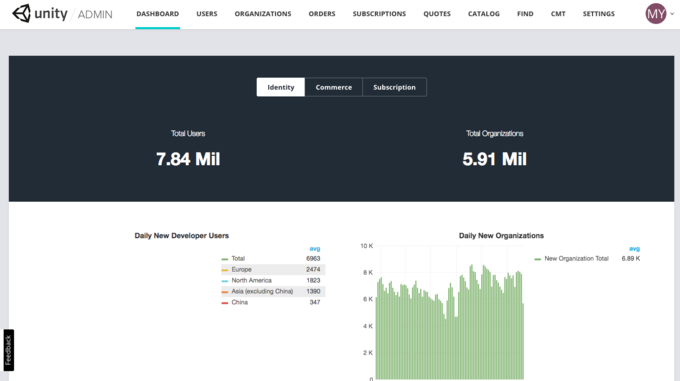 unity / ADMIN DASHBOARD USERS ORGANIZATIONS ORDERS SUBSCRIPTIONS QUOTES CATALOG FIND CMT SETTINGS MY
Identity Commerce Subscription
Total Users Total Organizations
7.84 Mil 5.91 Mil
Daily New Developer Users
avg
Total 6963
Europe 2474
North America 1823
Asia (excluding China) 1390
China 347
Daily New Organizations
avg
New Organization Total 6.89 K
10 K
8 K
6 K
4 K
2 K
0
Feedback